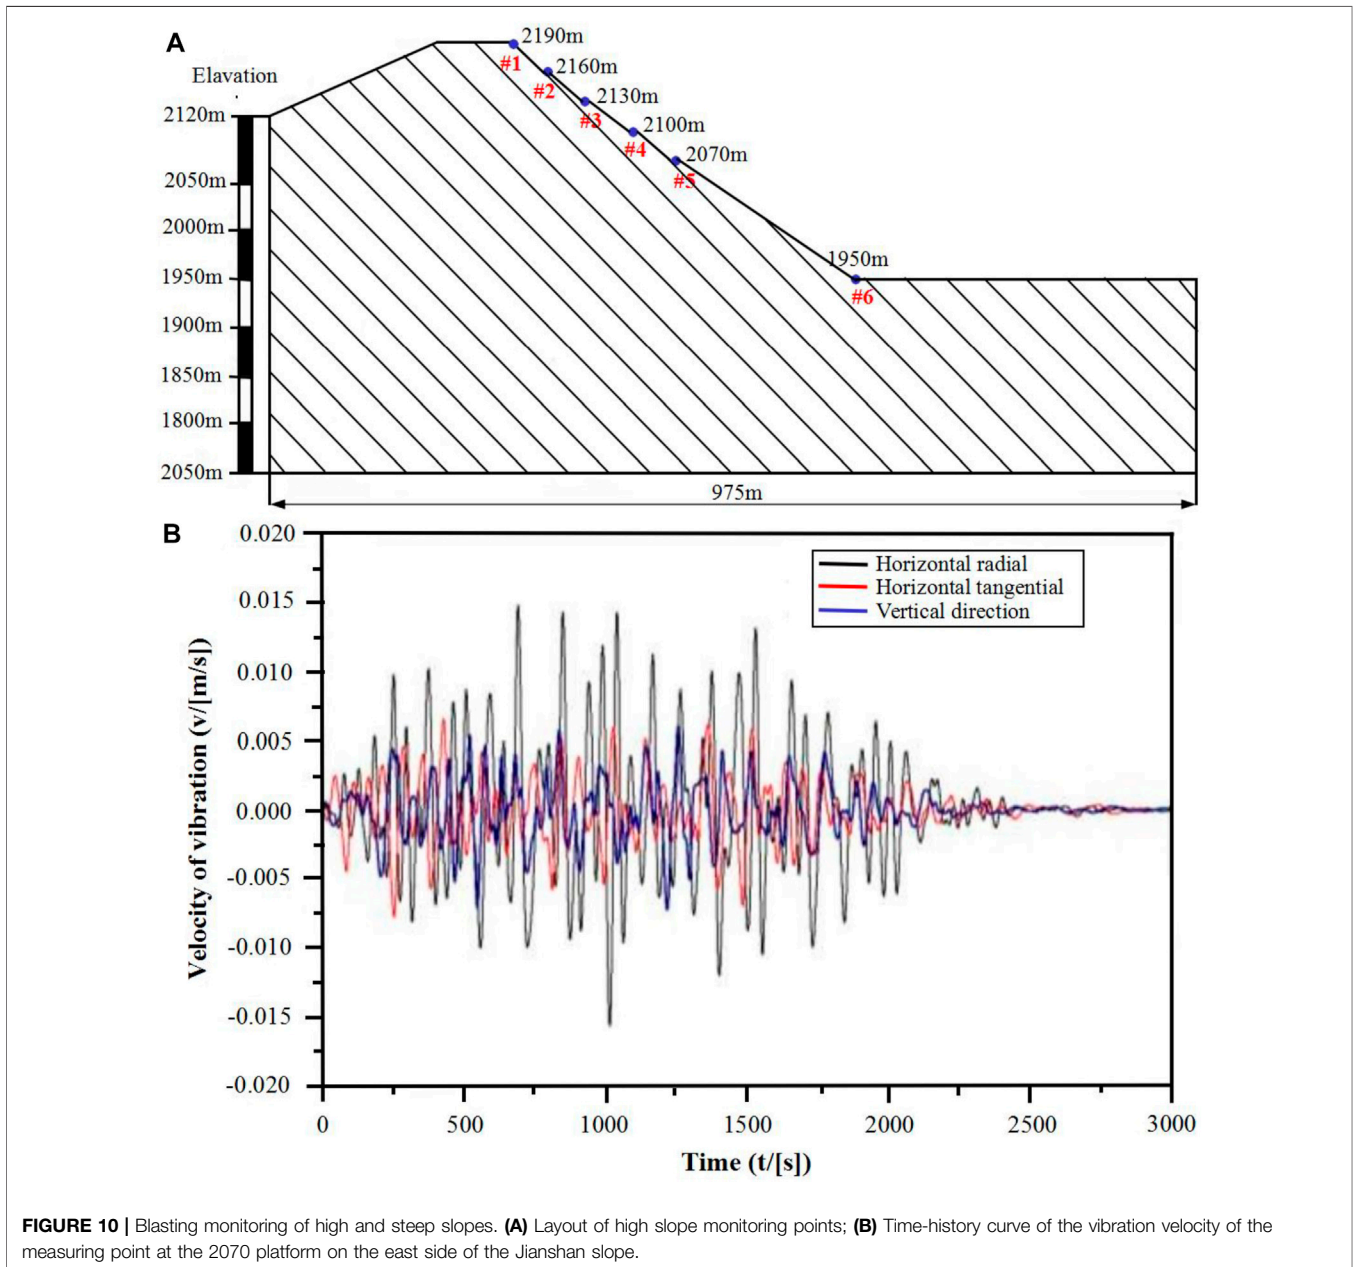 A
Elavation
2190m
#1
2160m
#2
2130m
#3
2100m
#4
2070m
#5
1950m
#6
2120m
2050m
2000m
1950m
1900m
1850m
1800m
2050m
975m
B
0.020
0.015
0.010
0.005
0.000
-0.005
-0.010
-0.015
-0.020
Velocity of vibration (v/[m/s])
Horizontal radial
Horizontal tangential
Vertical direction
0 500 1000 1500 2000 2500 3000
Time (t/[s])
FIGURE 10 | Blasting monitoring of high and steep slopes. (A) Layout of high slope monitoring points; (B) Time-history curve of the vibration velocity of the
measuring point at the 2070 platform on the east side of the Jianshan slope.